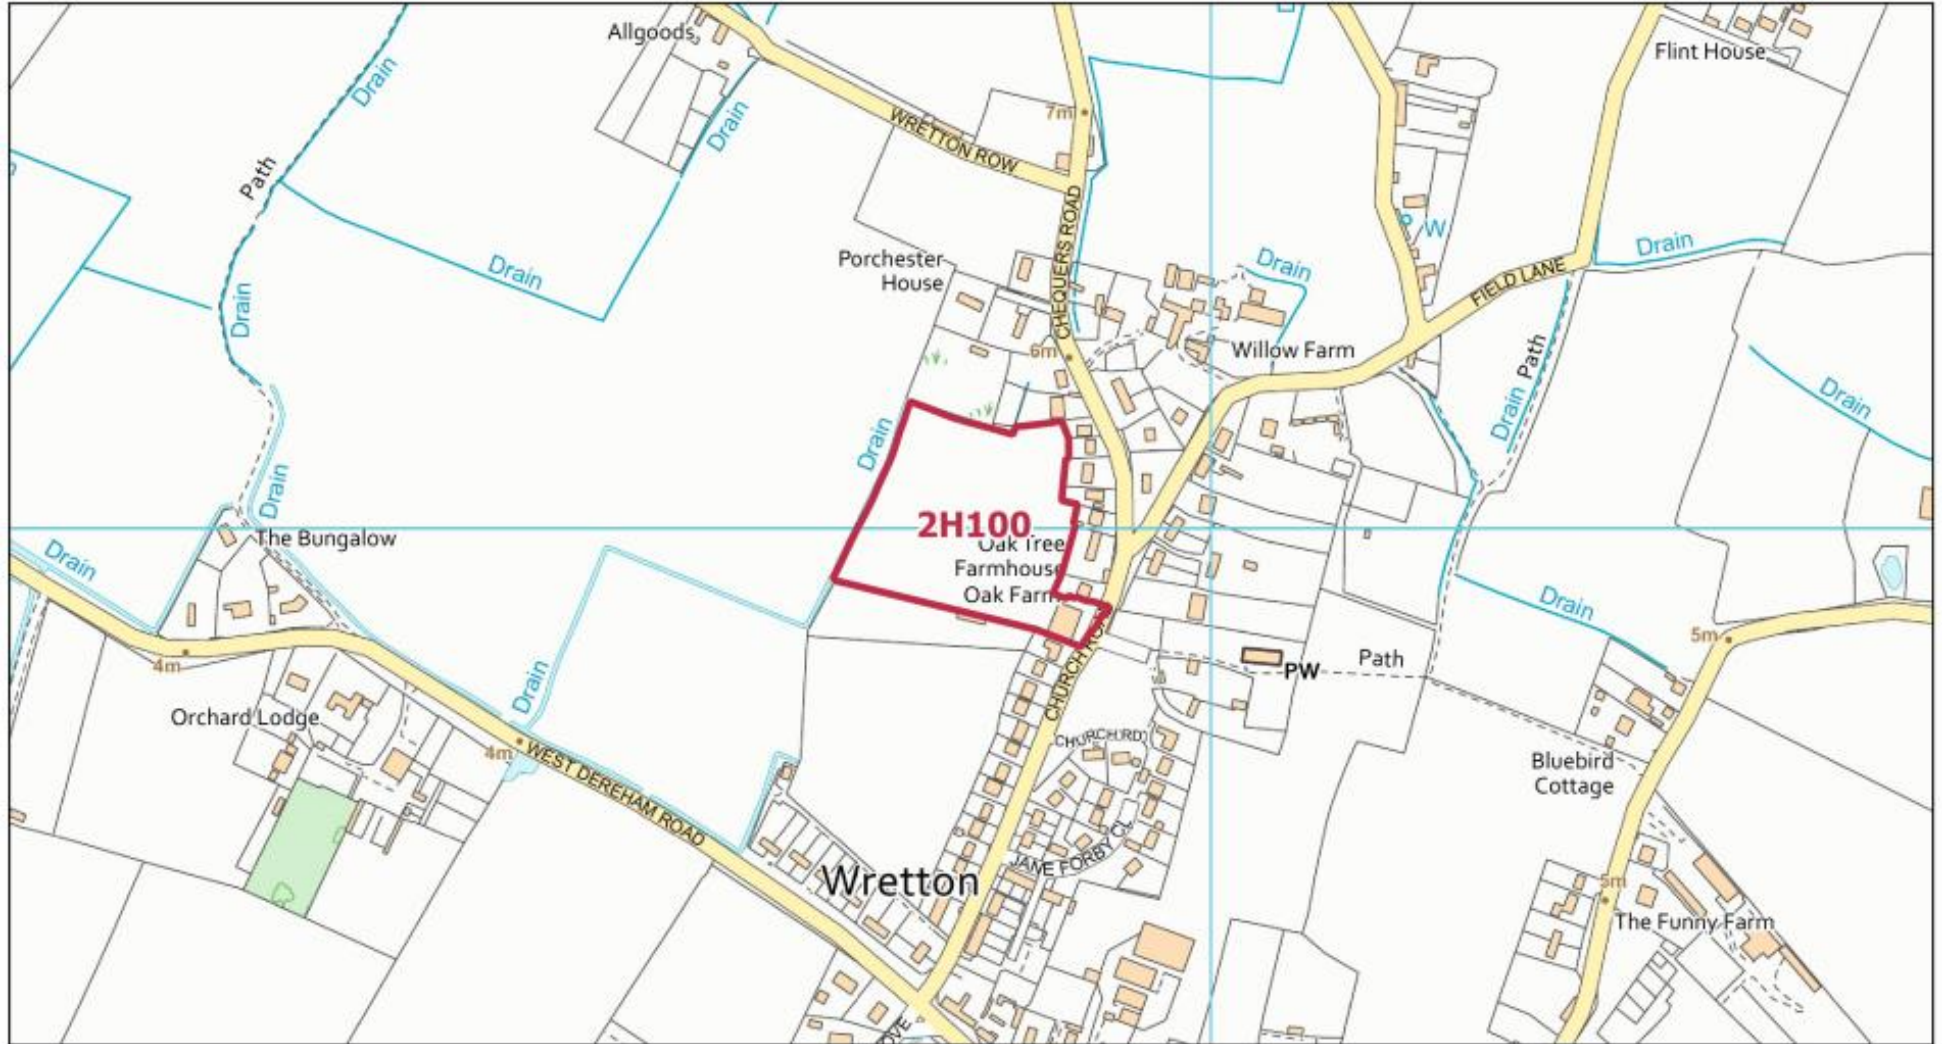 Allgoods
Flint House
Drain
Drain
7m
WRETTON ROW
Path
CHEQUERS ROAD
W
Drain
Drain
Porchester
House
Drain
FIELD LANE
Drain
6m
Willow Farm
Path
Drain
Drain
Drain
Drain
2H100
Drain
The Bungalow
Oak Tree
Farmhouse
Oak Farm
Drain
Drain
5m
4m
Path
PW
Drain
CHURCH ROAD
Orchard Lodge
4m
WEST DEREHAM ROAD
CHURCH RD
Bluebird
Cottage
JANE FORBY CL
Wretton
5m
The Funny Farm